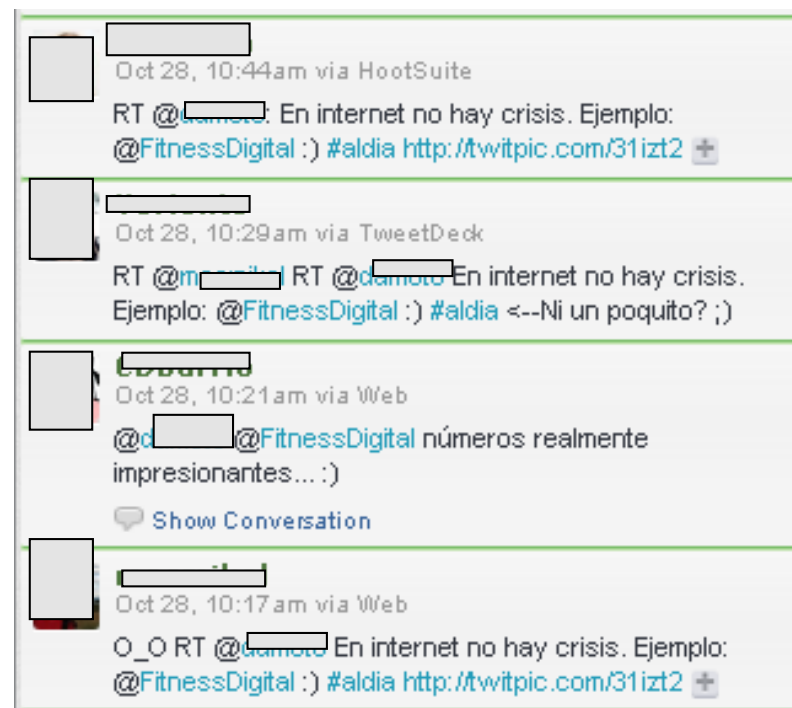 Oct 28, 10:44am via HootSuite
RT @: En internet no hay crisis. Ejemplo:
@FitnessDigital :) #aldia http://twitpic.com/31izt2 +
Oct 28, 10:29am via TweetDeck
RT @ RT @ En internet no hay crisis.
Ejemplo: @FitnessDigital :) #aldia <--Ni un poquito? ;)
Oct 28, 10:21am via Web
@ @FitnessDigital números realmente
impresionantes... :)
Show Conversation
Oct 28, 10:17am via Web
O_O RT @ En internet no hay crisis. Ejemplo:
@FitnessDigital :) #aldia http://twitpic.com/31izt2 +